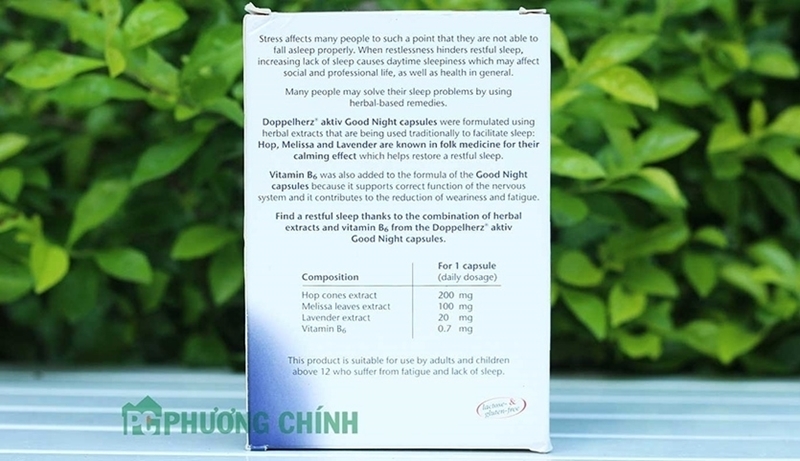 Stress affects many people to such a point that they are not able to
fall asleep properly. When restlessness hinders restful sleep,
increasing lack of sleep causes daytime sleepiness which may affect
social and professional life, as well as health in general.
Many people may solve their sleep problems by using
herbal-based remedies.
Doppelherz® aktiv Good Night capsules were formulated using
herbal extracts that are being used traditionally to facilitate sleep:
Hop, Melissa and Lavender are known in folk medicine for their
calming effect which helps restore a restful sleep.
Vitamin B₆ was also added to the formula of the Good Night
capsules because it supports correct function of the nervous
system and it contributes to the reduction of weariness and fatigue.
Find a restful sleep thanks to the combination of herbal
extracts and vitamin B₆ from the Doppelherz® aktiv
Good Night capsules.
For 1 capsule
Composition (daily dosage)
Hop cones extract 200 mg
Melissa leaves extract 100 mg
Lavender extract 20 mg
Vitamin B₆ 0.7 mg
This product is suitable for use by adults and children
above 12 who suffer from fatigue and lack of sleep.
lactose- &
gluten-free
PC PHƯƠNG CHÍNH